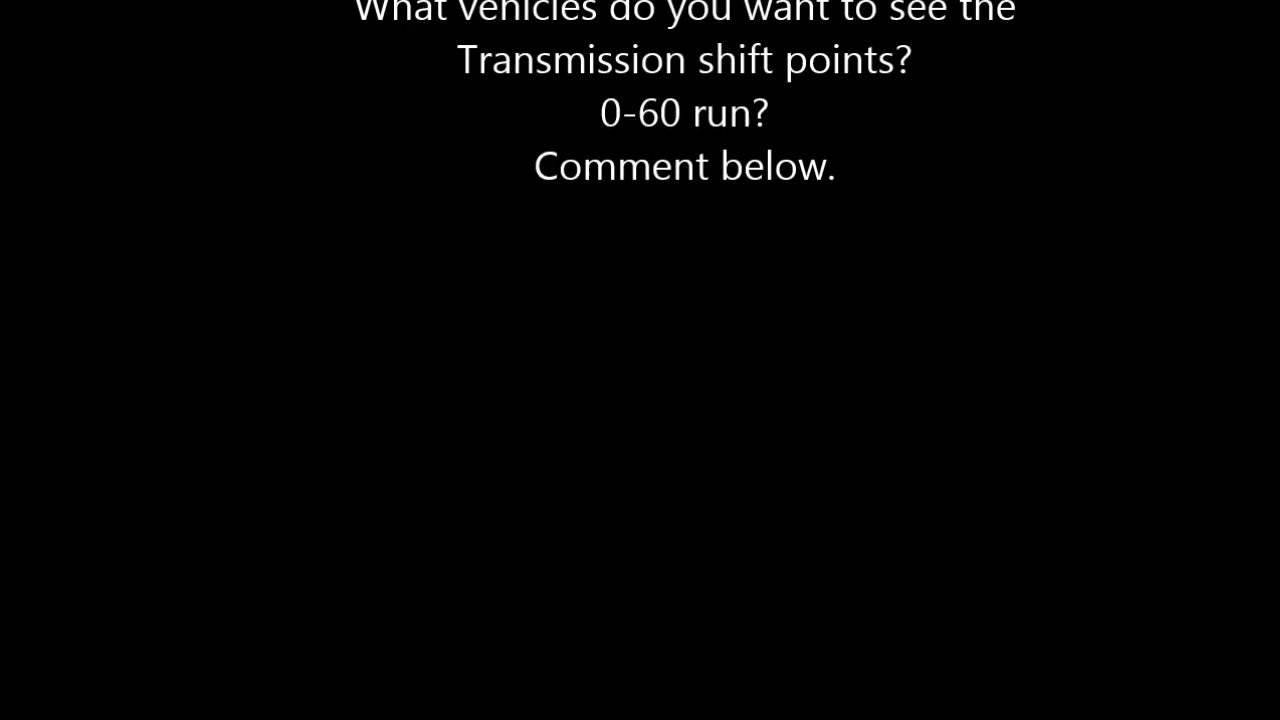 What vehicles do you want to see the
Transmission shift points?
0-60 run?
Comment below.